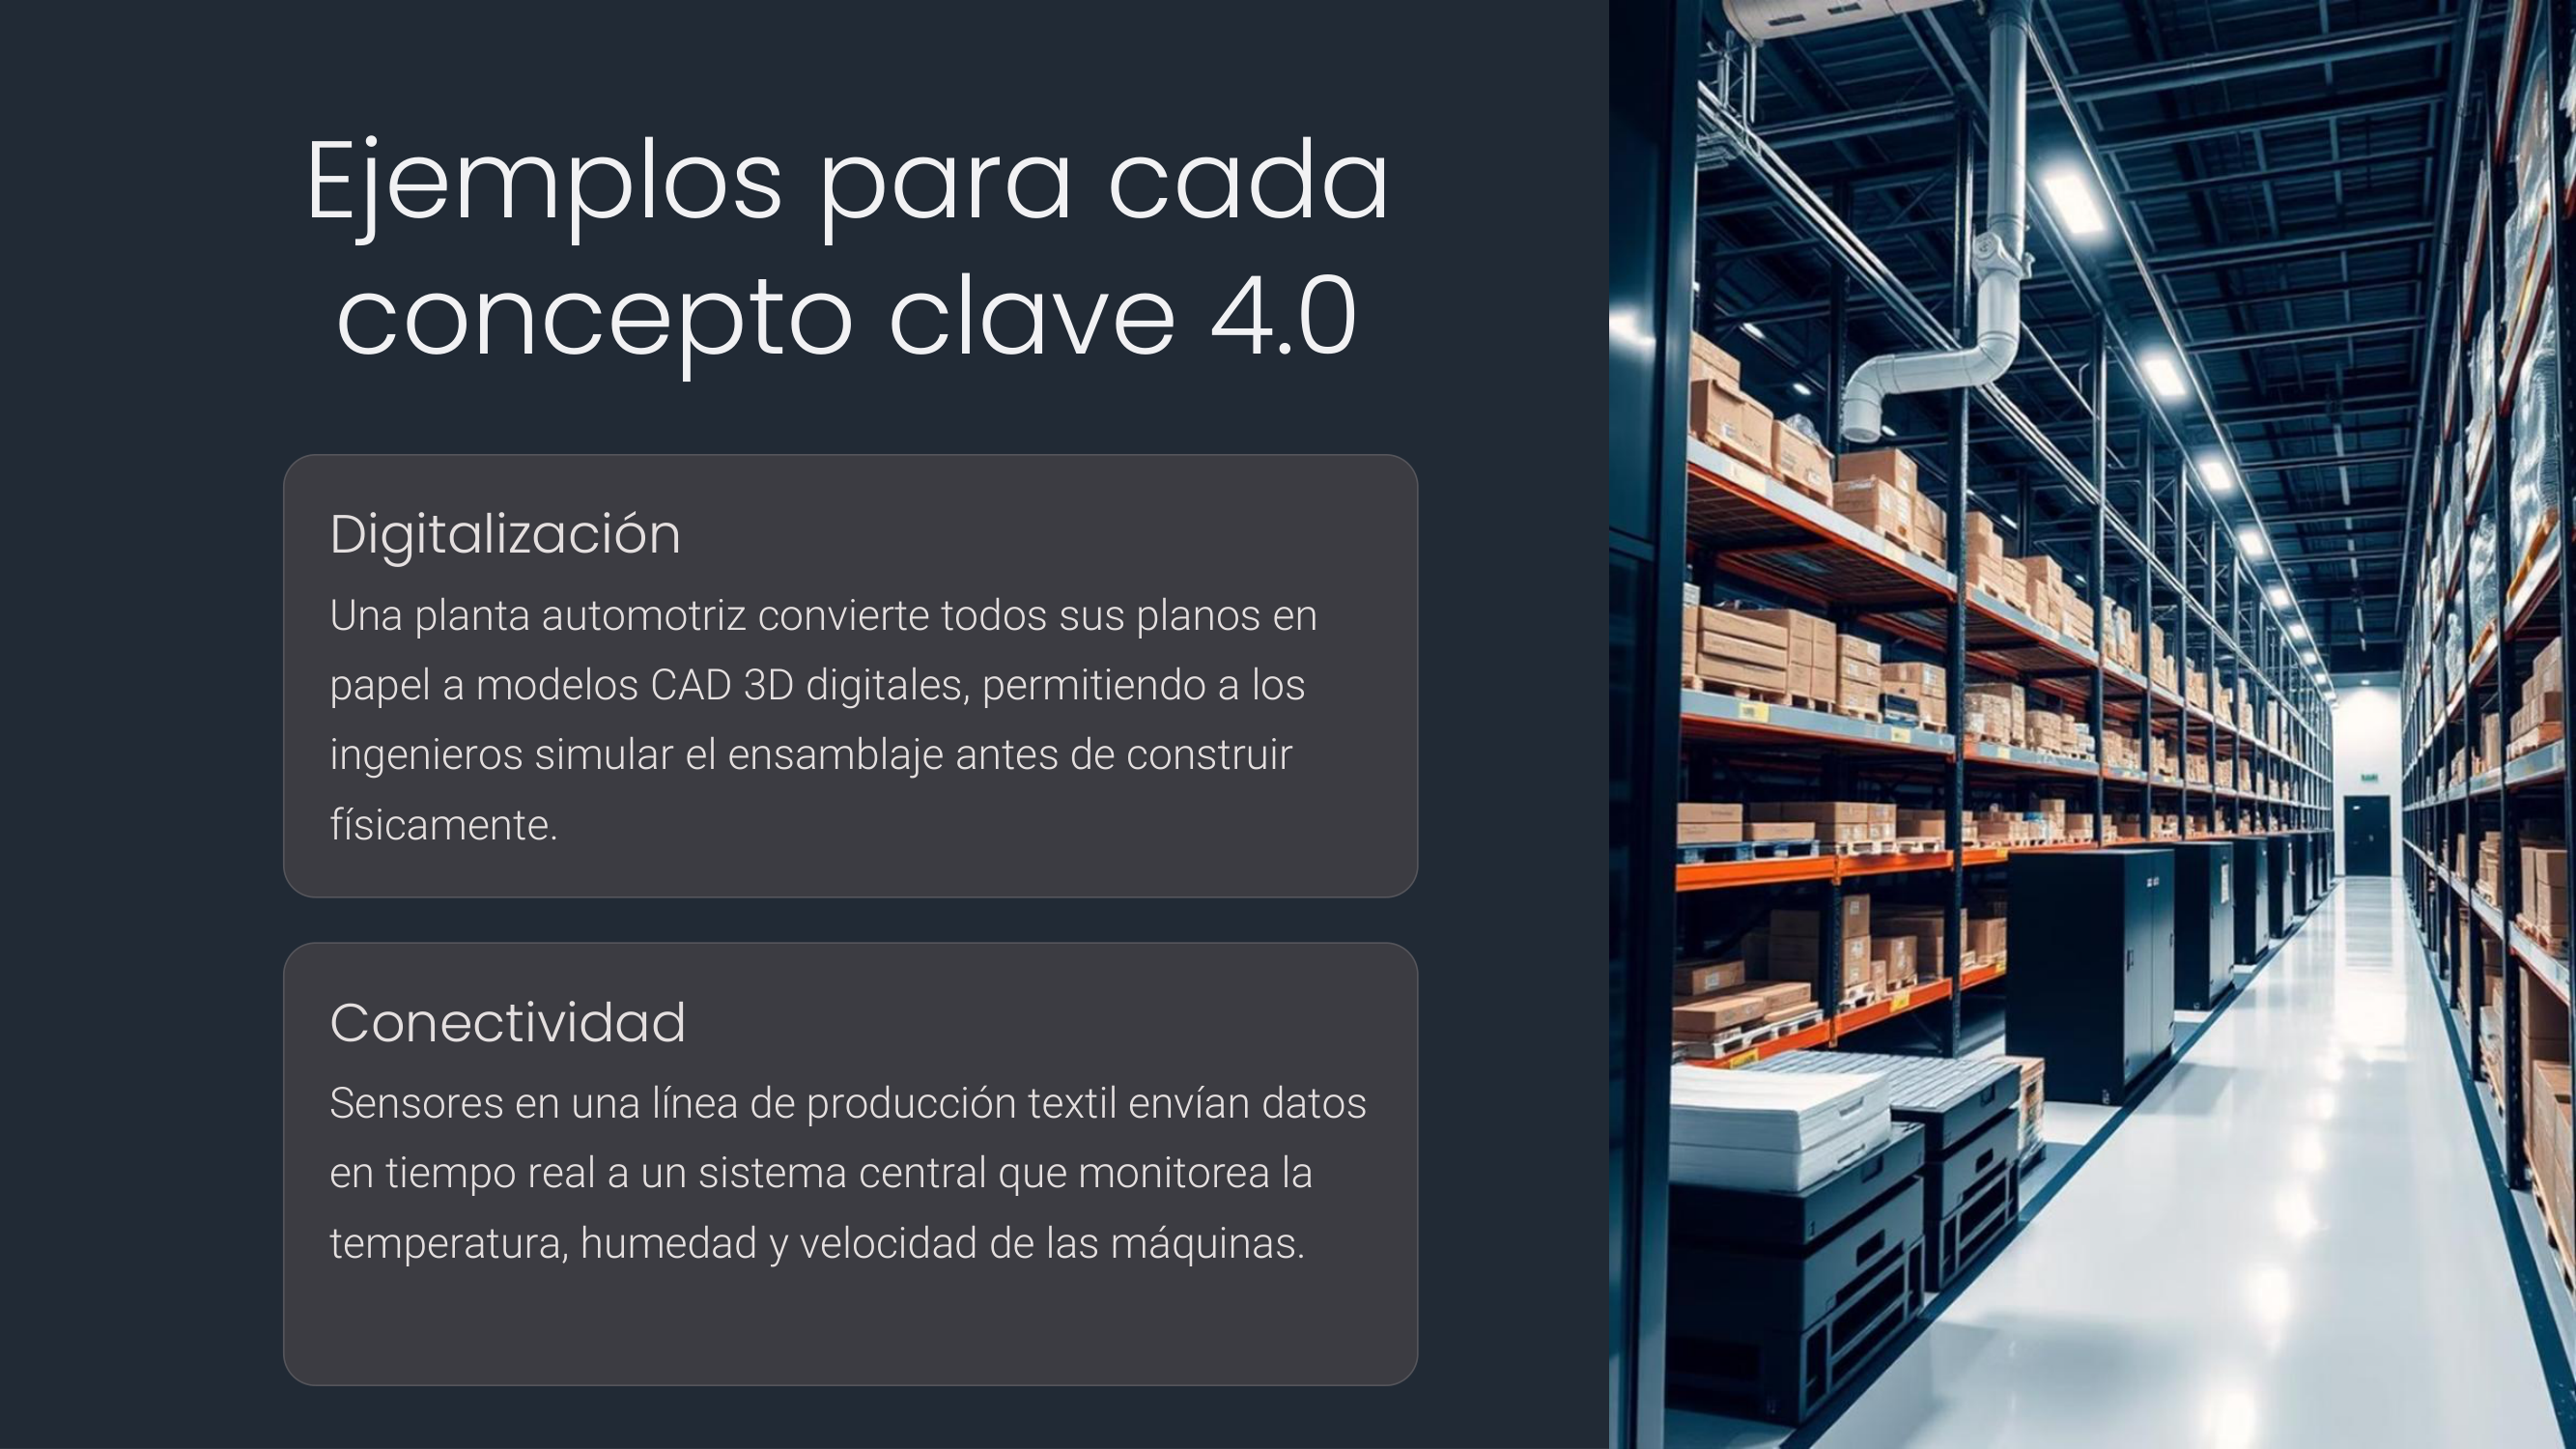 Ejemplos para cada
concepto clave 4.0
Digitalización
Una planta automotriz convierte todos sus planos en
papel a modelos CAD 3D digitales, permitiendo a los
ingenieros simular el ensamblaje antes de construir
físicamente.
Conectividad
Sensores en una línea de producción textil envían datos
en tiempo real a un sistema central que monitorea la
temperatura, humedad y velocidad de las máquinas.